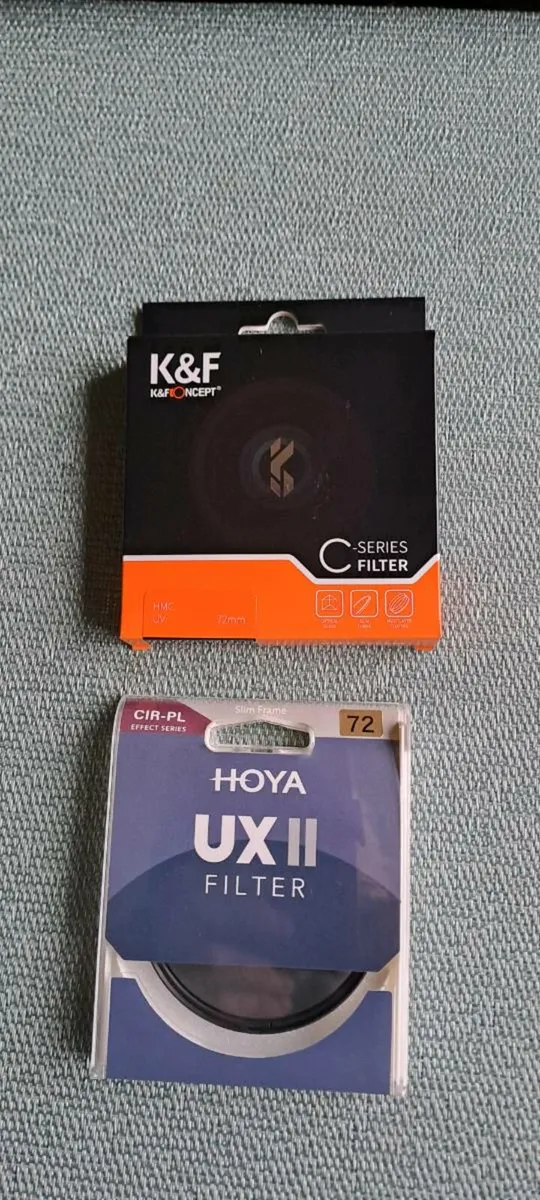 K&F
K&F CONCEPT®
C-SERIES
FILTER
HMC
UV 72mm
CIR-PL
EFFECT SERIES
Slim Frame
72
HOYA
UX II
FILTER